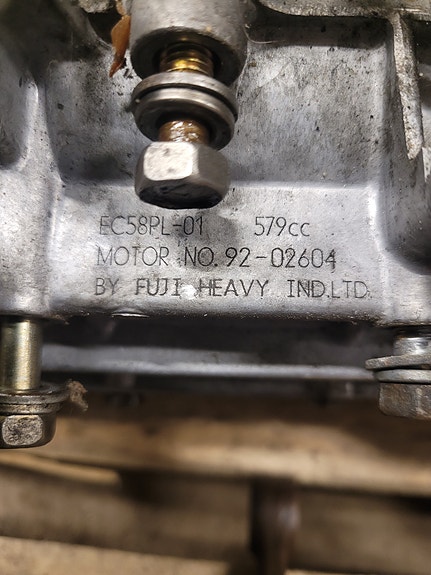 EC58PL-01 579cc
MOTOR NO. 92-02604
BY FUJI HEAVY IND.LTD.